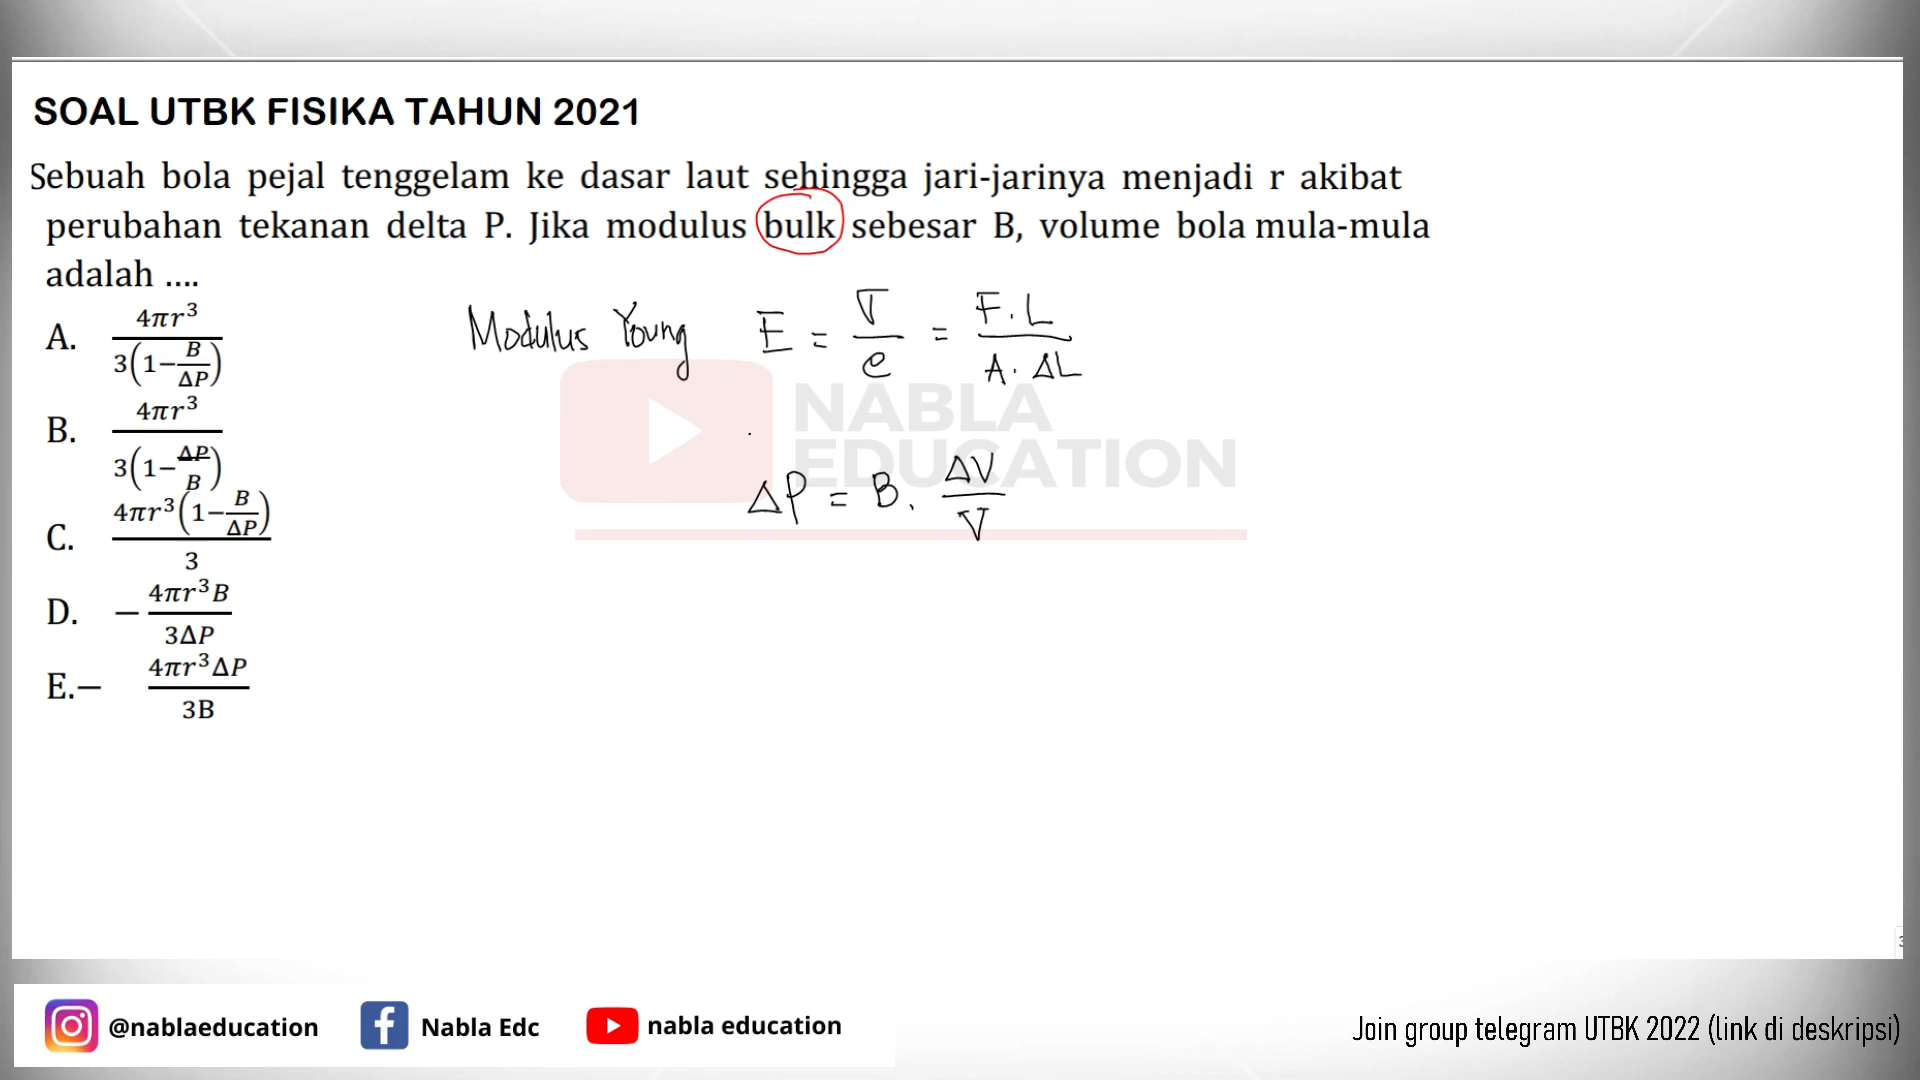 SOAL UTBK FISIKA TAHUN 2021
Sebuah bola pejal tenggelam ke dasar laut sehingga jari-jarinya menjadi r akibat
perubahan tekanan delta P. Jika modulus bulk sebesar B, volume bola mula-mula
adalah ....
A. 4πr³ / 3(1−B/ΔP)
B. 4πr³ / 3(1−ΔP/B)
C. 4πr³(1−B/ΔP) / 3
D. − 4πr³B / 3ΔP
E.− 4πr³ΔP / 3B
Modulus Young E = σ / e = F. L / A. ΔL
NABLA
EDUCATION
ΔP = B. ΔV / V
@nablaeducation
Nabla Edc
nabla education
Join group telegram UTBK 2022 (link di deskripsi)